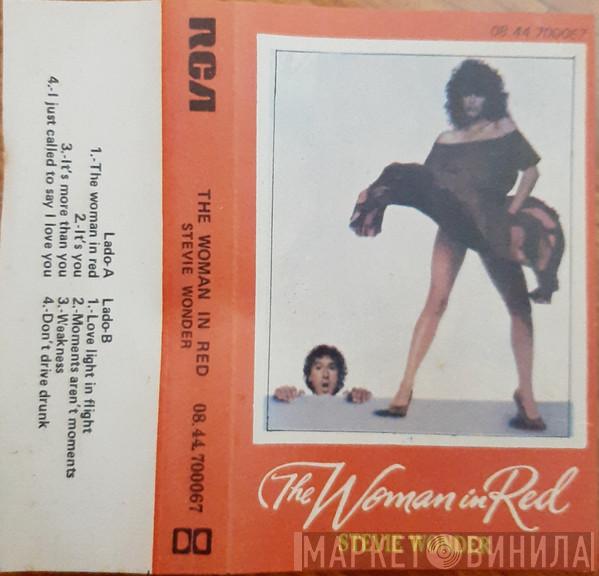 Lado-A
1.-The woman in red
2.-It's you
3.-It's more than you
4.-I just called to say I love you
Lado-B
1.-Love light in flight
2.-Moments aren't moments
3.-Weakness
4.-Don't drive drunk
RCA
THE WOMAN IN RED
STEVIE WONDER
08.44.700067
08 44 700067
The Woman in Red
STEVIE WONDER
МАРКЕТВИНИЛА